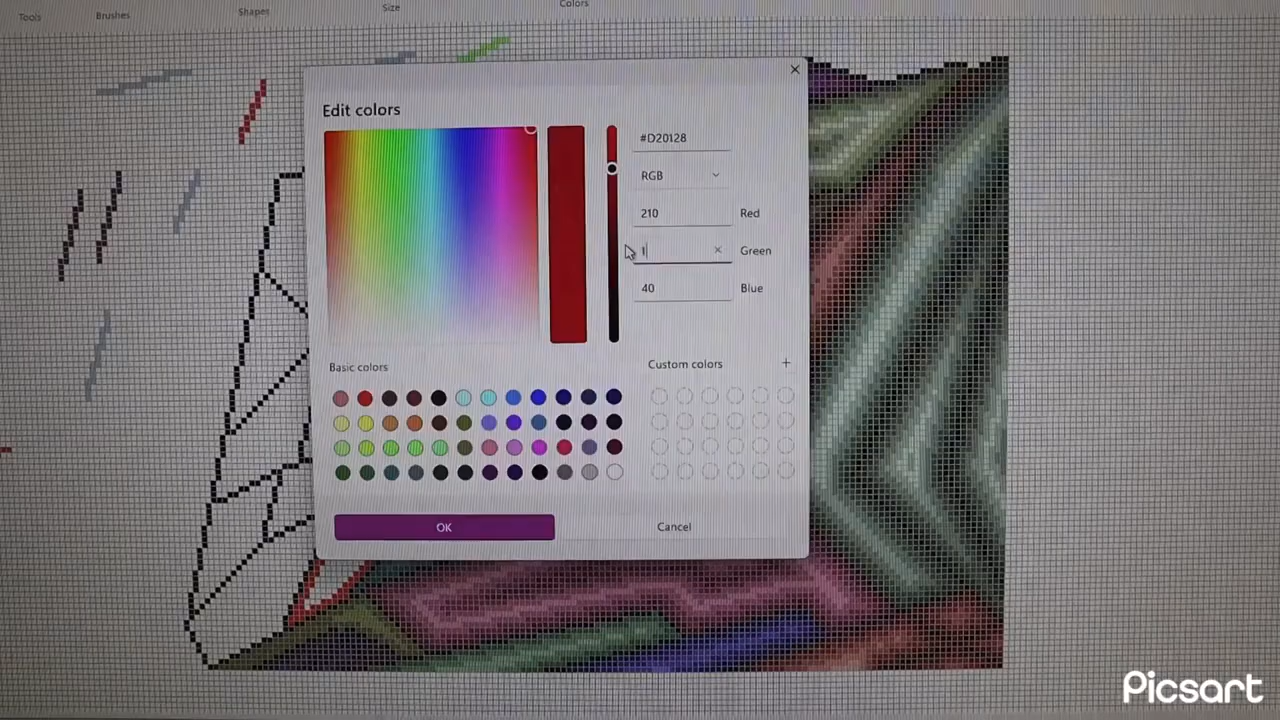 Tools
Brushes
Shapes
Size
Colors
Edit colors
#D20128
RGB
210
Red
1
Green
40
Blue
Basic colors
Custom colors
OK
Cancel
Picsart